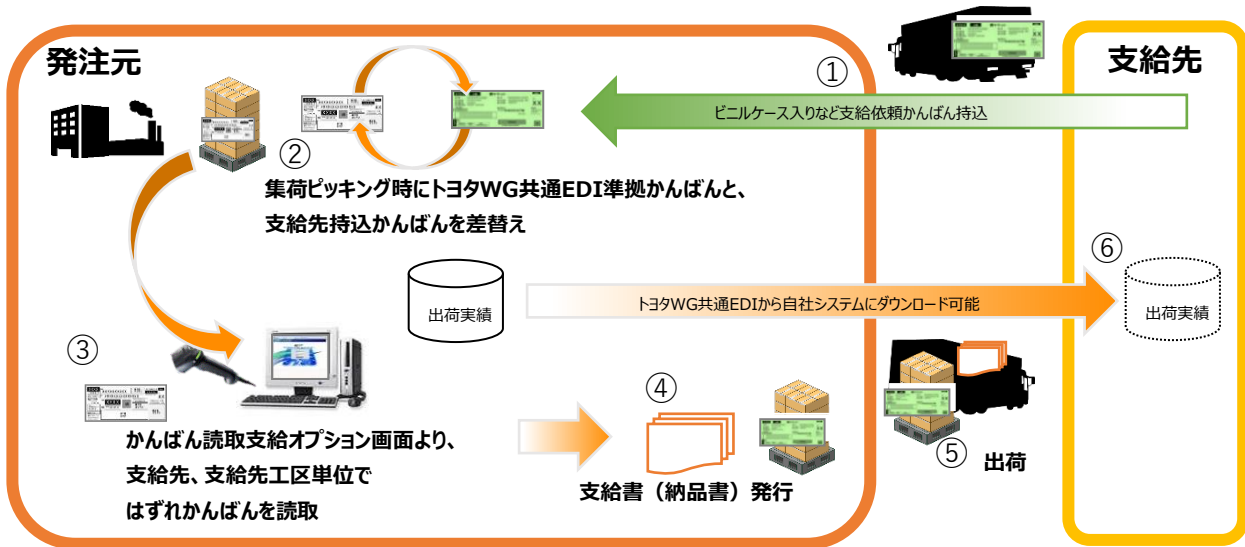 発注元
支給先
①
ビニルケース入りなど支給依頼かんばん持込
②
集荷ピッキング時にトヨタWG共通EDI準拠かんばんと、
支給先持込かんばんを差替え
出荷実績
トヨタWG共通EDIから自社システムにダウンロード可能
⑥
出荷実績
③
かんばん読取支給オプション画面より、
支給先、支給先工区単位で
はずれかんばんを読取
④
支給書（納品書）発行
⑤
出荷